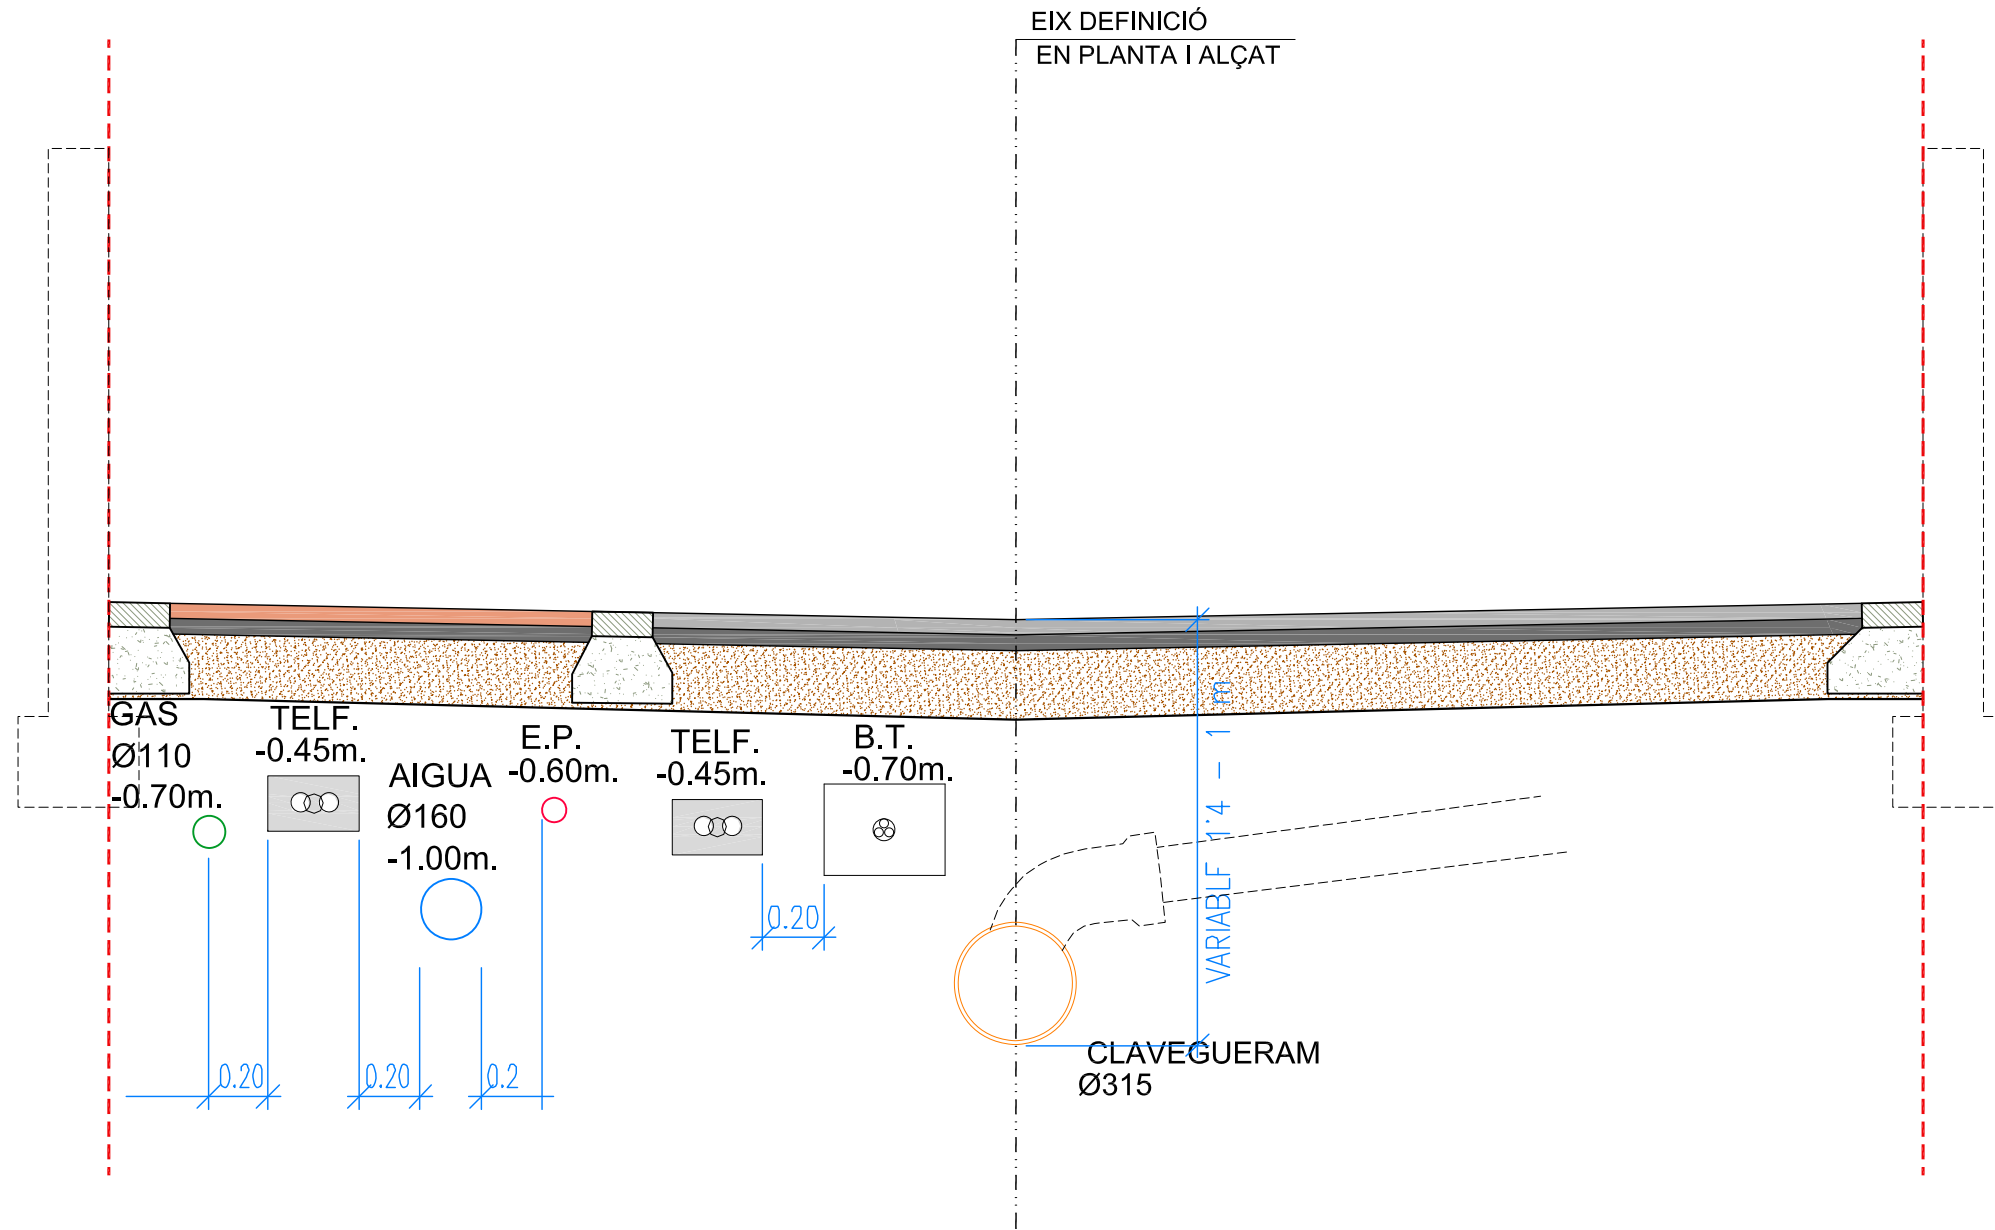 EIX DEFINICIÓ
EN PLANTA I ALÇAT
GAS
Ø110
-0.70m.
TELF.
-0.45m.
AIGUA
Ø160
-1.00m.
E.P.
-0.60m.
TELF.
-0.45m.
B.T.
-0.70m.
0.20
VARIABLE 1'4 - 1 m
CLAVEGUERAM
Ø315
0.20
0.20
0.2